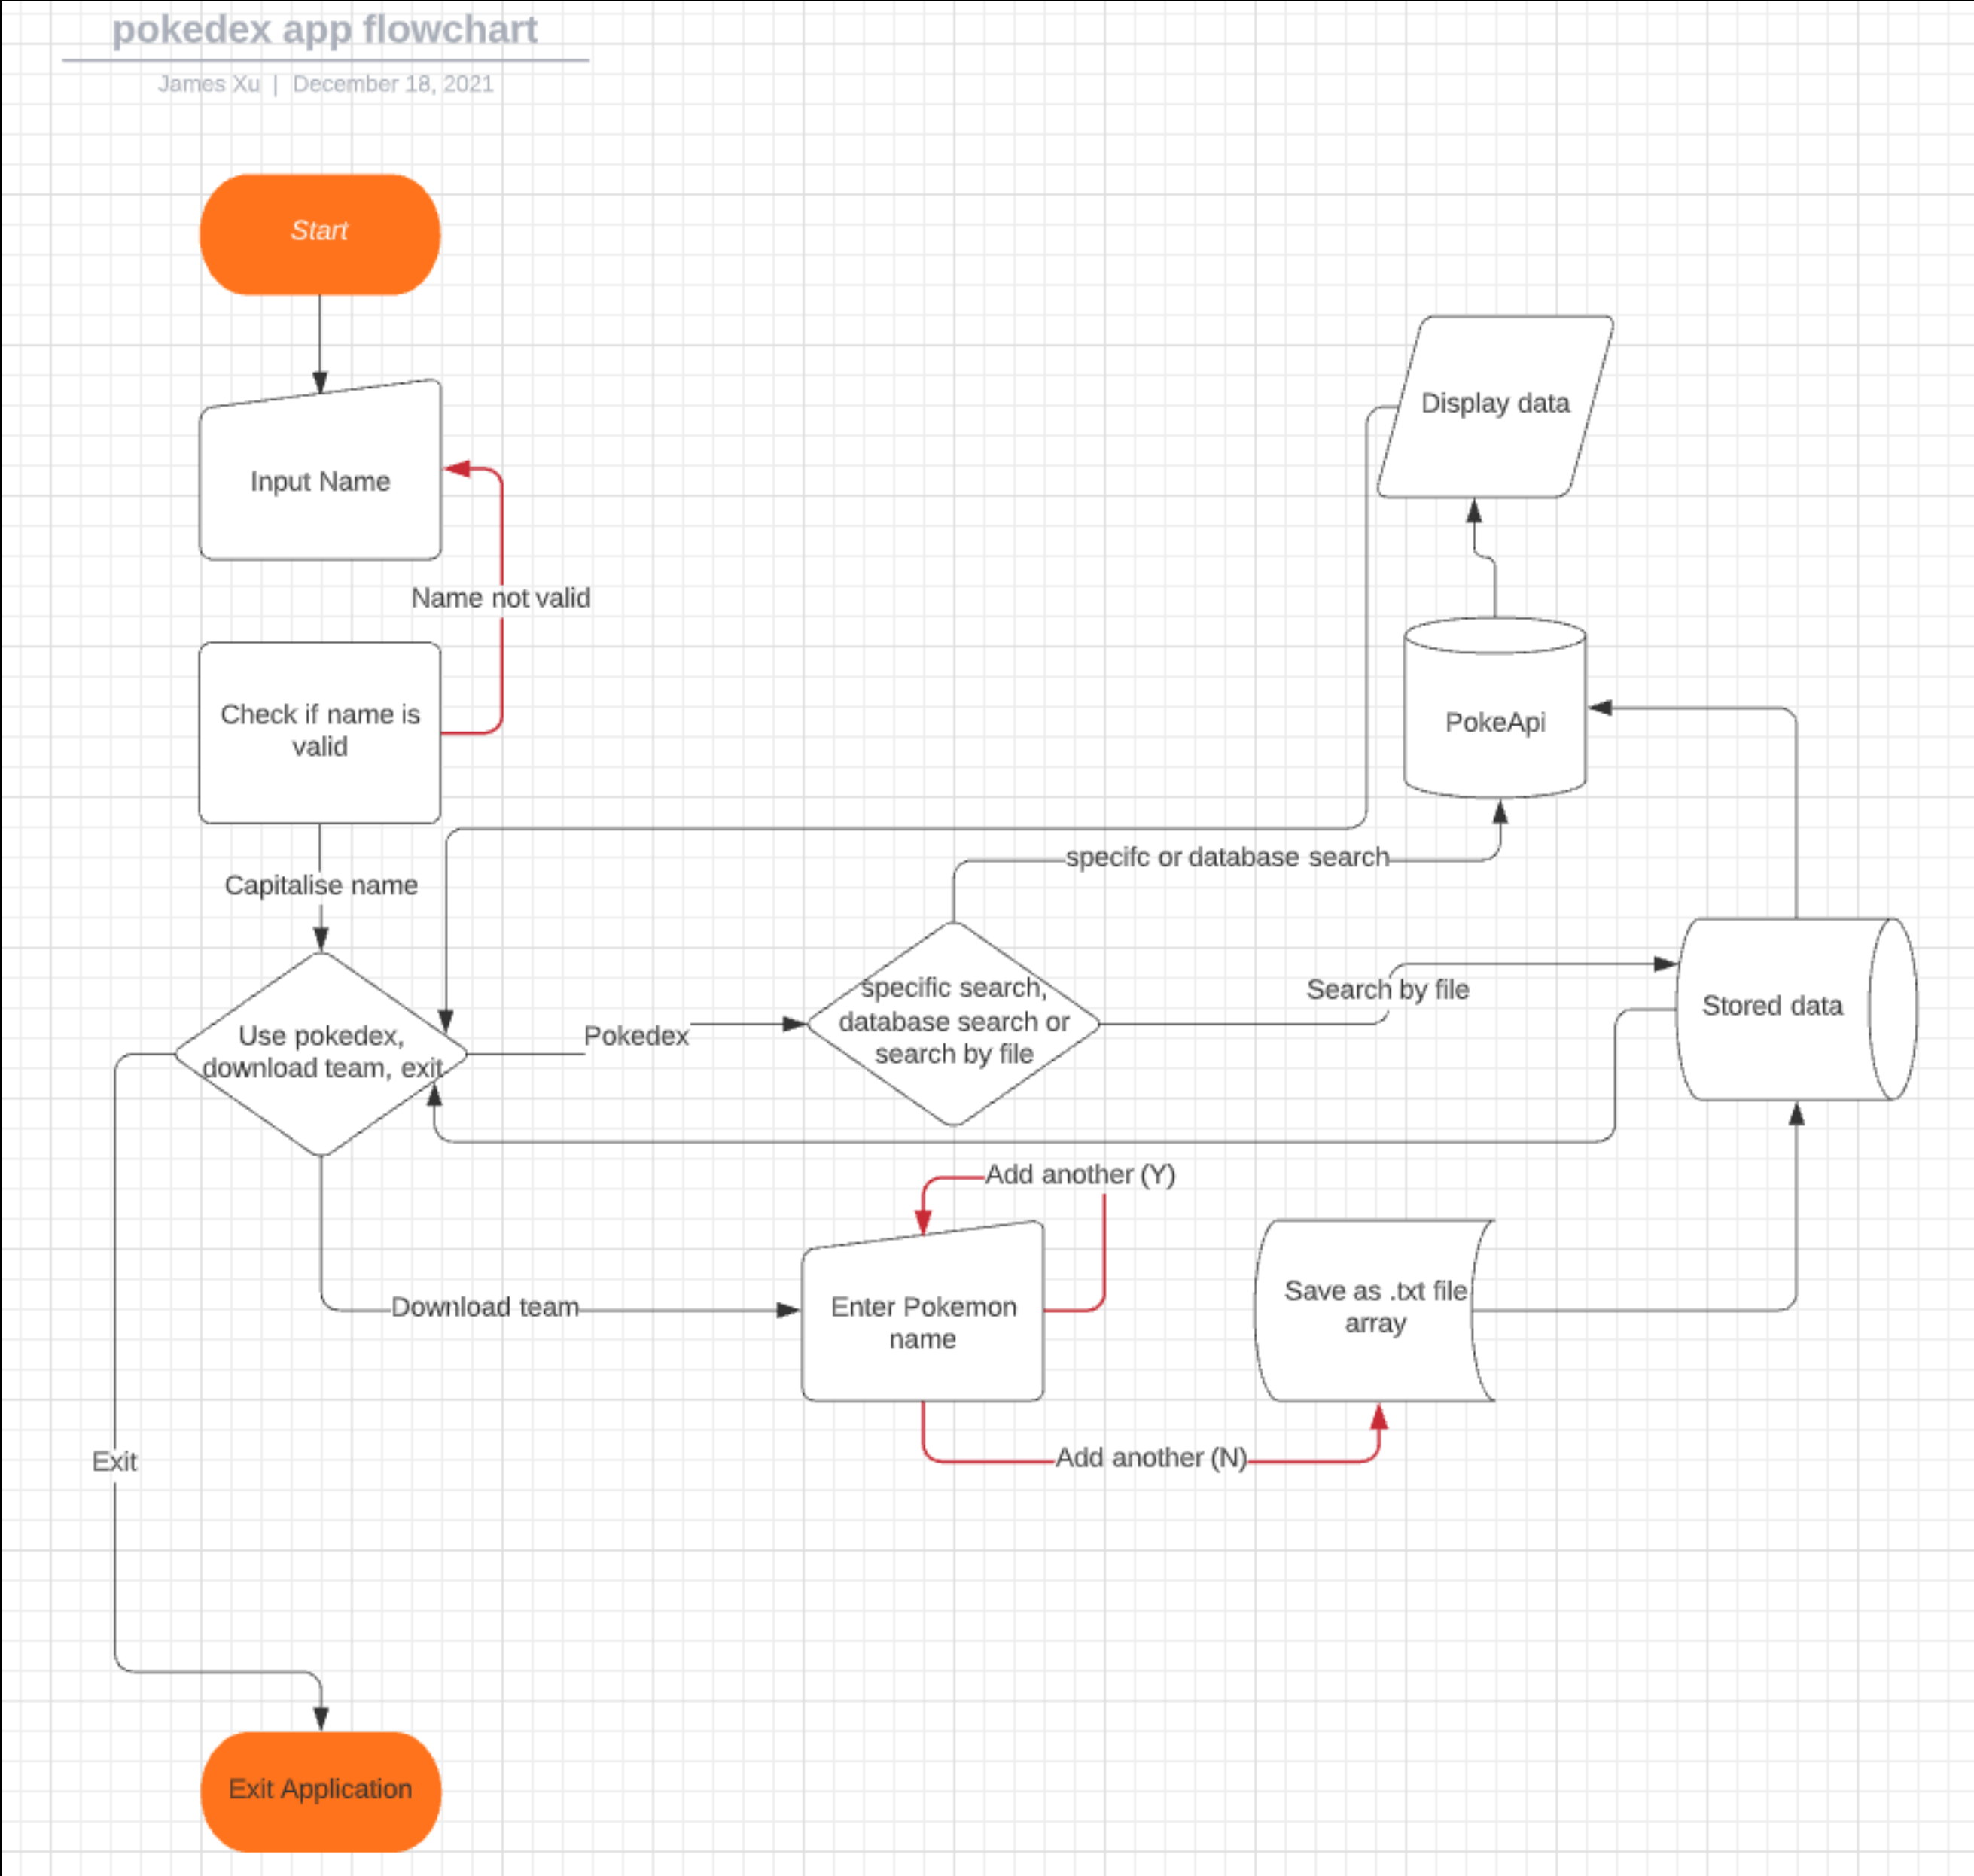 pokedex app flowchart
James Xu | December 18, 2021
Start
Input Name
Name not valid
Check if name is
valid
Capitalise name
Use pokedex,
download team, exit
Pokedex
specific search,
database search or
search by file
specifc or database search
Search by file
Display data
PokeApi
Stored data
Download team
Enter Pokemon
name
Add another (Y)
Add another (N)
Save as .txt file
array
Exit
Exit Application